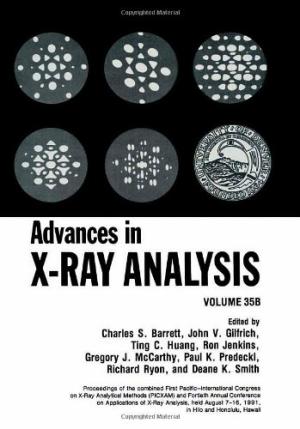 Advances in
X-RAY ANALYSIS
VOLUME 35B
Edited by
Charles S. Barrett, John V. Gilfrich,
Ting C. Huang, Ron Jenkins,
Gregory J. McCarthy, Paul K. Predecki,
Richard Ryon, and Deane K. Smith
Proceedings of the combined First Pacific-International Congress
on X-Ray Analytical Methods (PICXAM) and Fortieth Annual Conference
on Applications of X-Ray Analysis, held August 7-16, 1991,
in Hilo and Honolulu, Hawaii